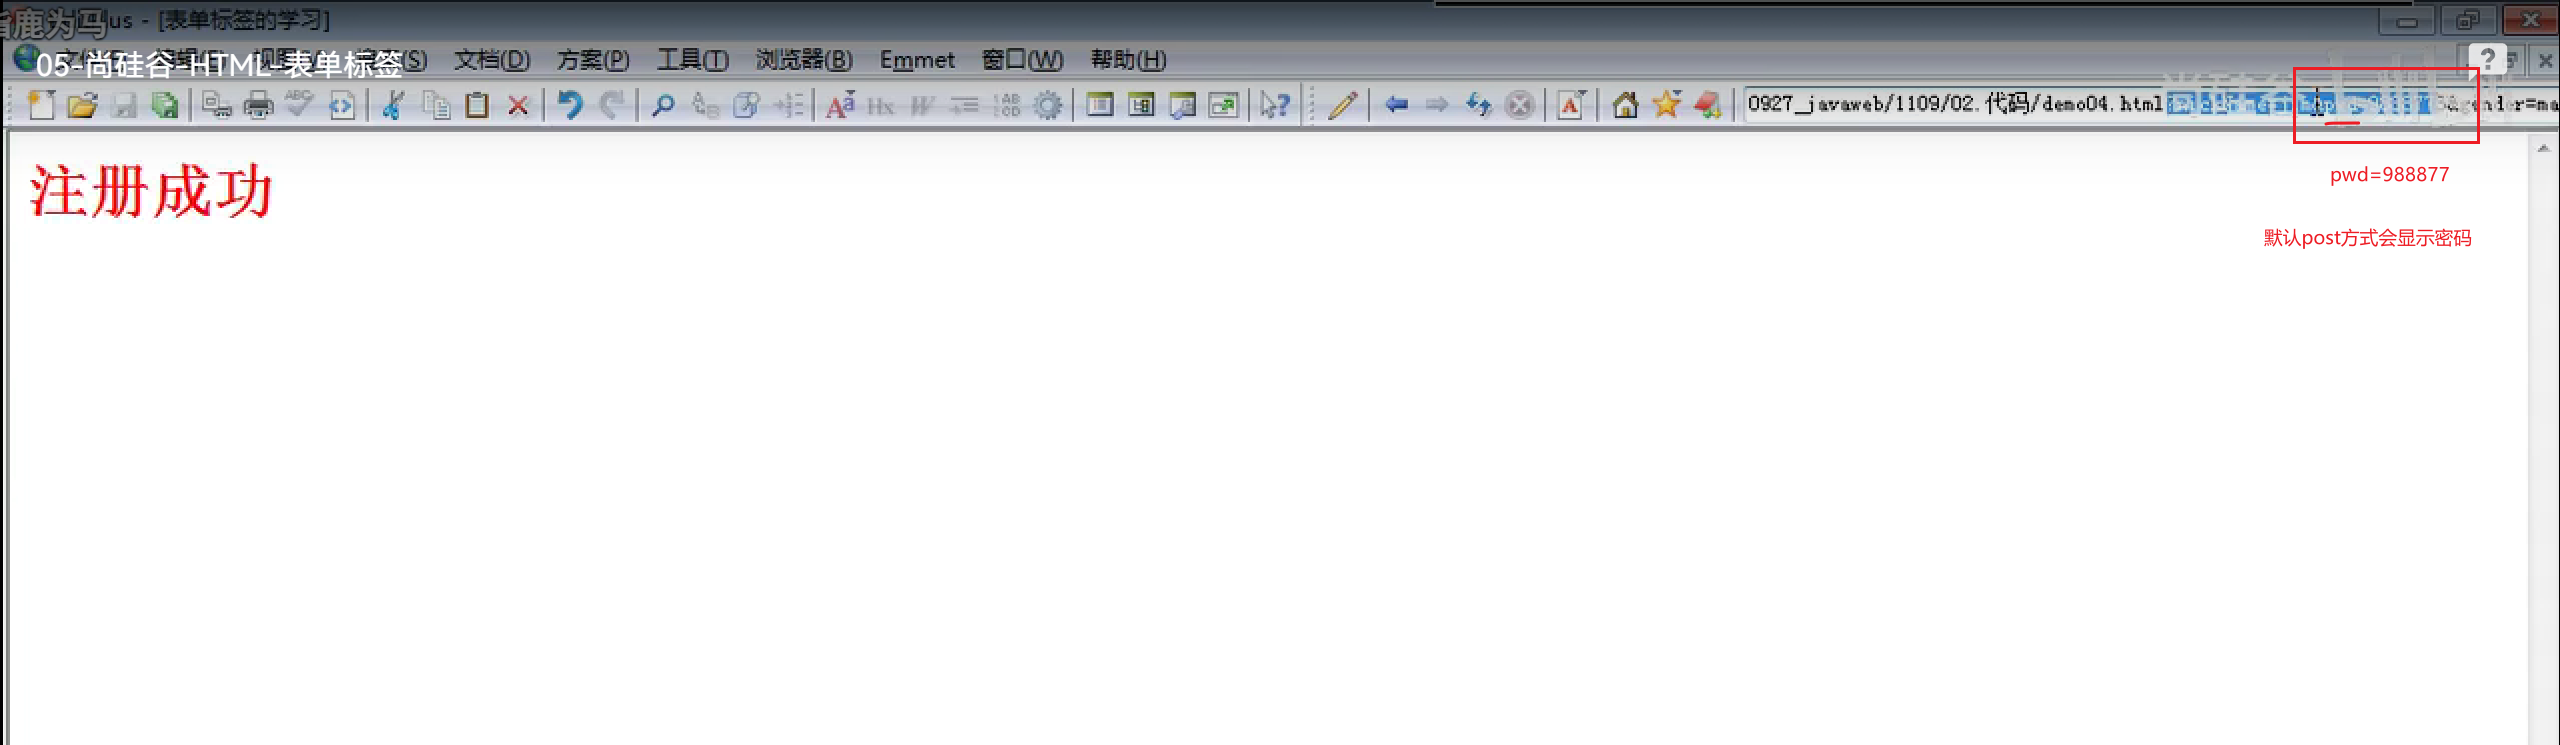 鹿为马
us - [表单标签的学习]
05-尚硅谷-HTML-表单标签
(S) 文档(D) 方案(P) 工具(T) 浏览器(B) Emmet 窗口(W) 帮助(H)
0927_javaweb/1109/02.代码/demo04.html
der=ma
注册成功
pwd=988877
默认post方式会显示密码